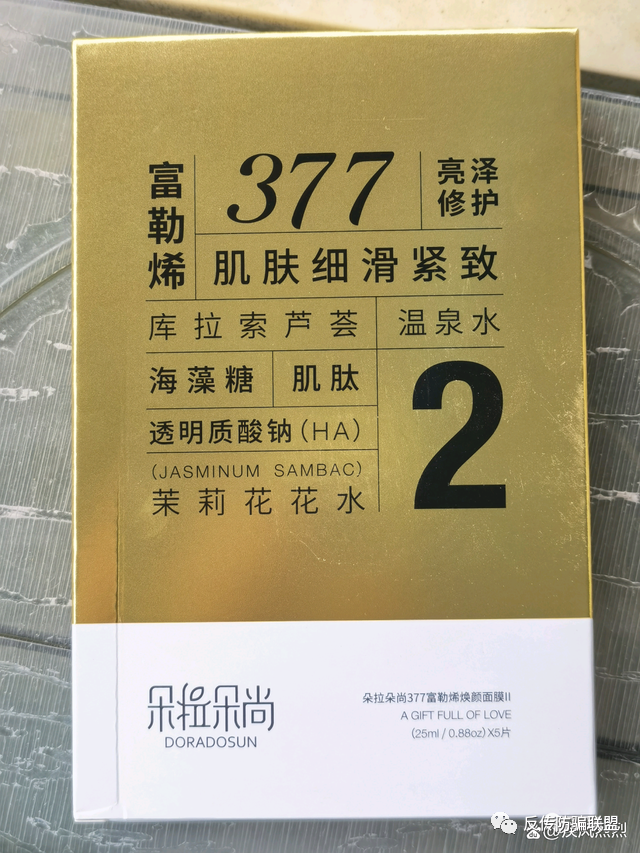 富勒烯
377
亮泽
修护
肌肤细滑紧致
库拉索芦荟
温泉水
海藻糖
肌肽
2
透明质酸钠(HA)
(JASMINUM SAMBAC)
茉莉花花水
朵拉朵尚
DORADOSUN
朵拉朵尚377富勒烯焕颜面膜II
A GIFT FULL OF LOVE
(25ml / 0.88oz) X5片
反传防骗联盟